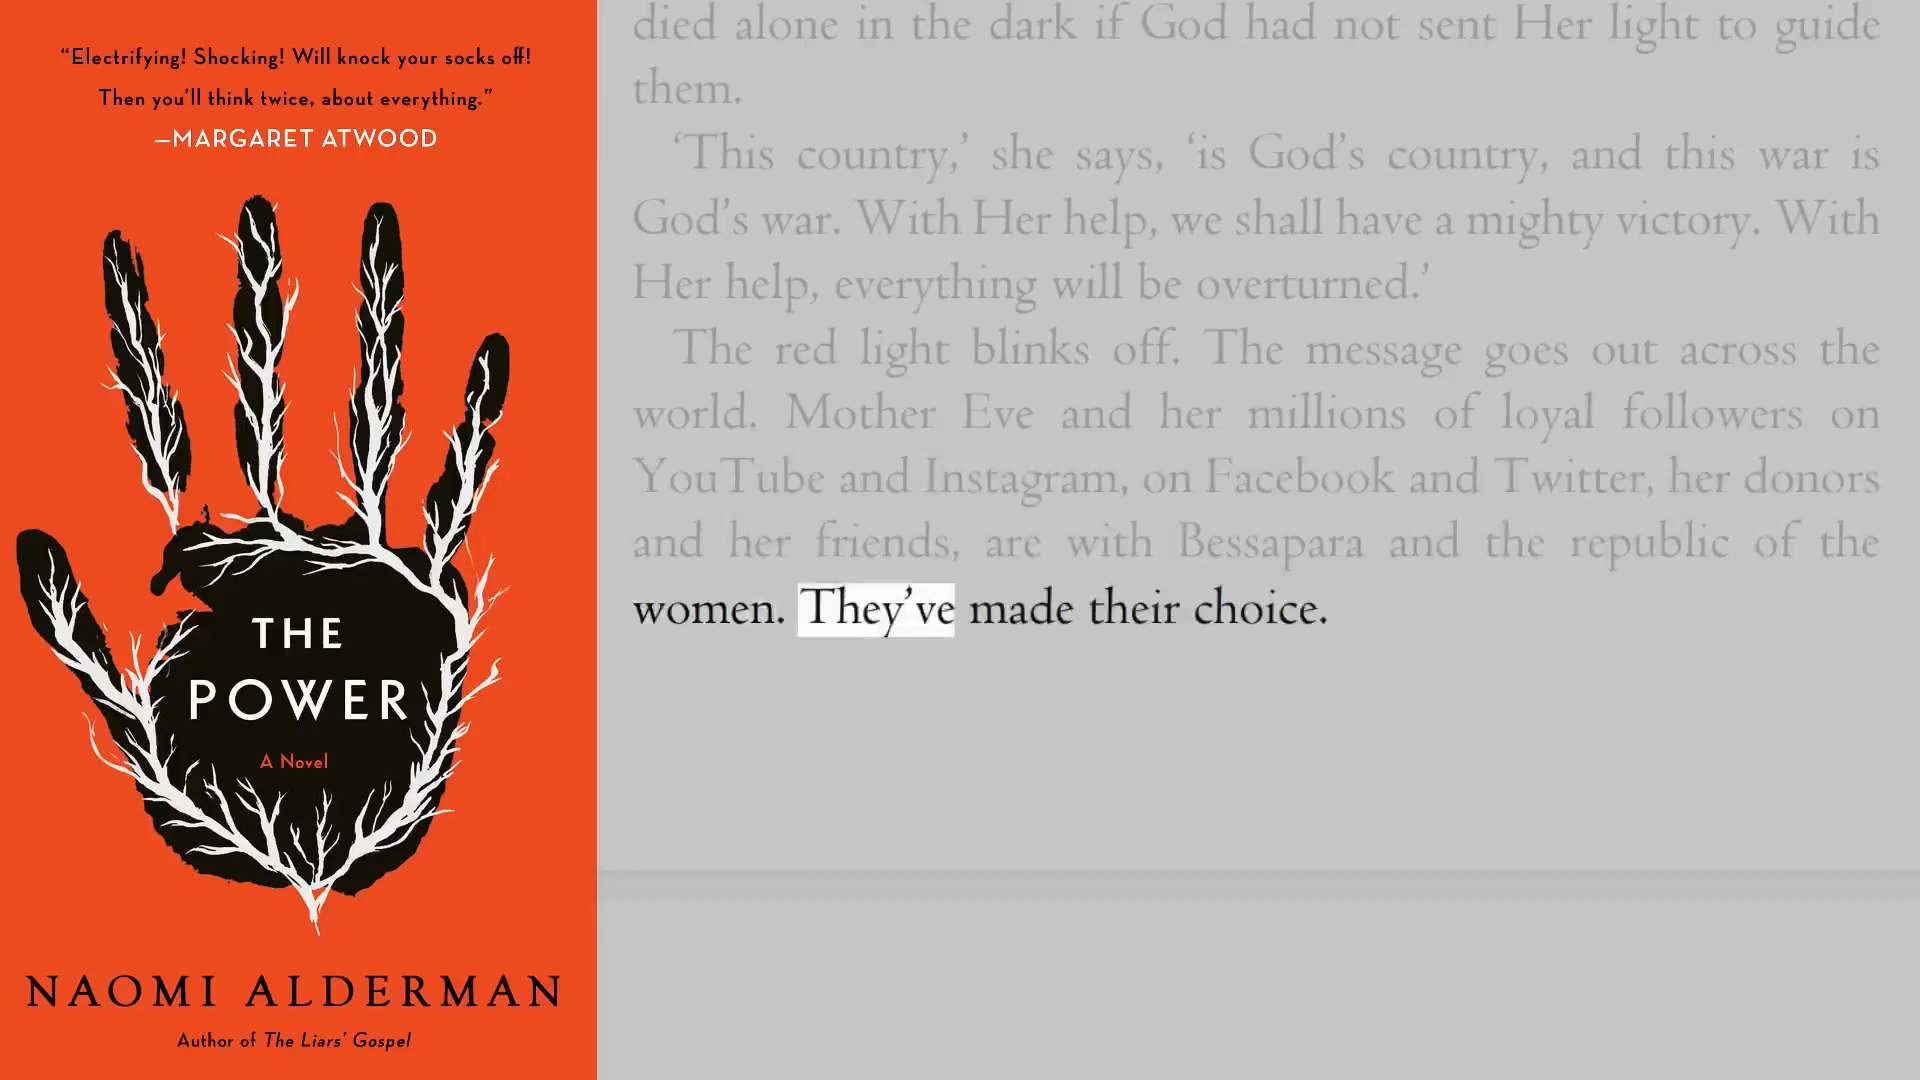 “Electrifying! Shocking! Will knock your socks off!
Then you’ll think twice, about everything.”
—MARGARET ATWOOD
THE
POWER
A Novel
NAOMI ALDERMAN
Author of The Liars’ Gospel
died alone in the dark if God had not sent Her light to guide
them.
‘This country,’ she says, ‘is God’s country, and this war is
God’s war. With Her help, we shall have a mighty victory. With
Her help, everything will be overturned.’
The red light blinks off. The message goes out across the
world. Mother Eve and her millions of loyal followers on
YouTube and Instagram, on Facebook and Twitter, her donors
and her friends, are with Bessapara and the republic of the
women. They’ve made their choice.